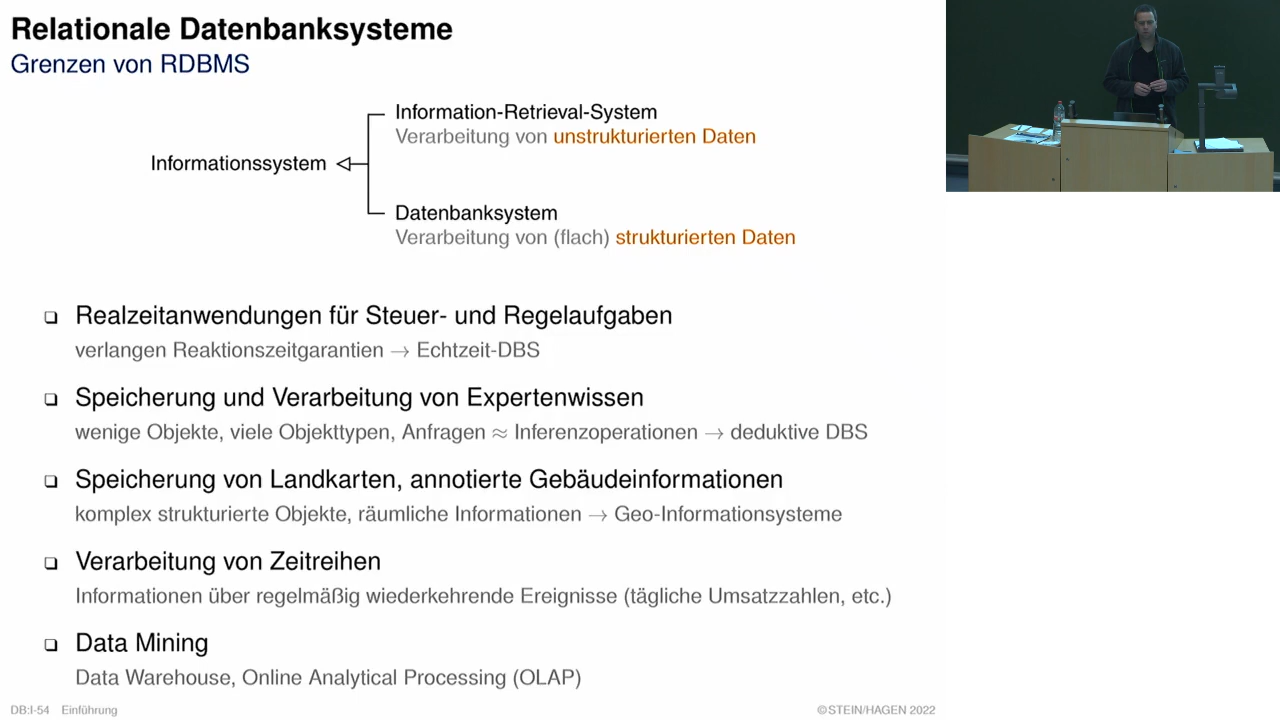 Relationale Datenbanksysteme
Grenzen von RDBMS
Informationssystem
Information-Retrieval-System
Verarbeitung von unstrukturierten Daten
Datenbanksystem
Verarbeitung von (flach) strukturierten Daten
❑ Realzeitanwendungen für Steuer- und Regelaufgaben
verlangen Reaktionszeitgarantien → Echtzeit-DBS
❑ Speicherung und Verarbeitung von Expertenwissen
wenige Objekte, viele Objekttypen, Anfragen ≈ Inferenzoperationen → deduktive DBS
❑ Speicherung von Landkarten, annotierte Gebäudeinformationen
komplex strukturierte Objekte, räumliche Informationen → Geo-Informationsysteme
❑ Verarbeitung von Zeitreihen
Informationen über regelmäßig wiederkehrende Ereignisse (tägliche Umsatzzahlen, etc.)
❑ Data Mining
Data Warehouse, Online Analytical Processing (OLAP)
DB:I-54 Einführung
©STEIN/HAGEN 2022